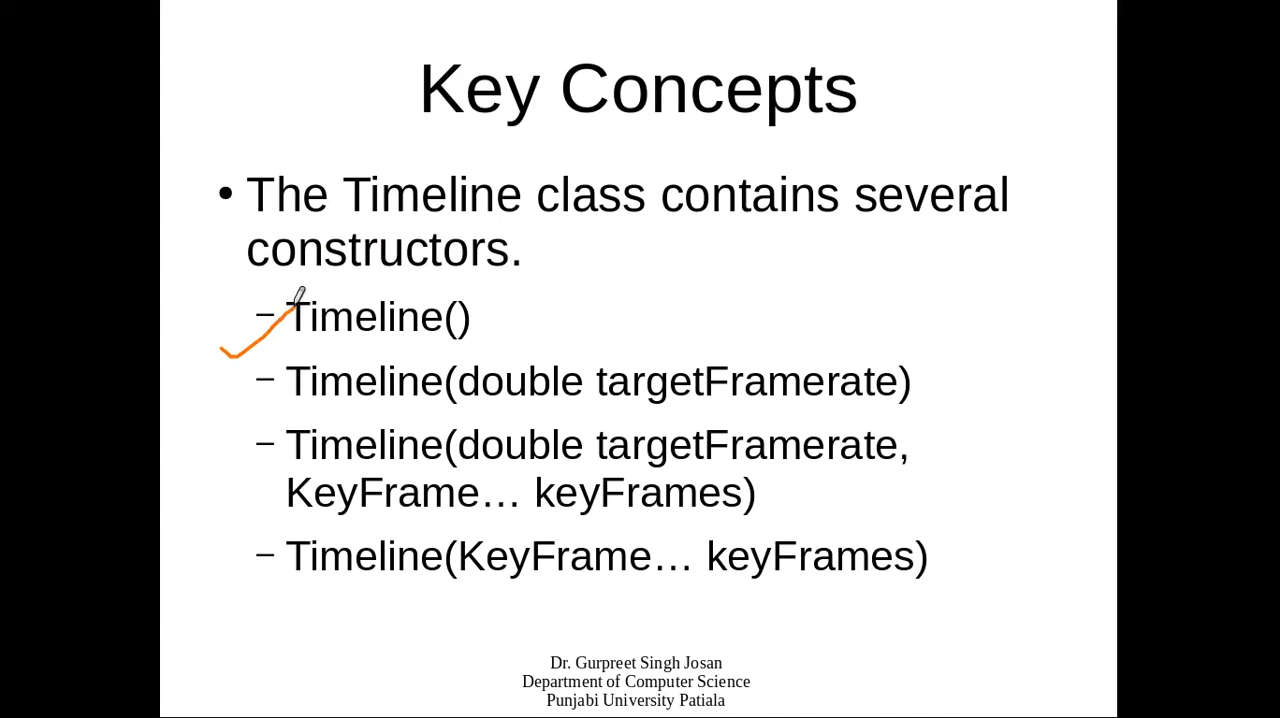 Key Concepts
• The Timeline class contains several
constructors.
– Timeline()
– Timeline(double targetFramerate)
– Timeline(double targetFramerate,
KeyFrame… keyFrames)
– Timeline(KeyFrame… keyFrames)
Dr. Gurpreet Singh Josan
Department of Computer Science
Punjabi University Patiala